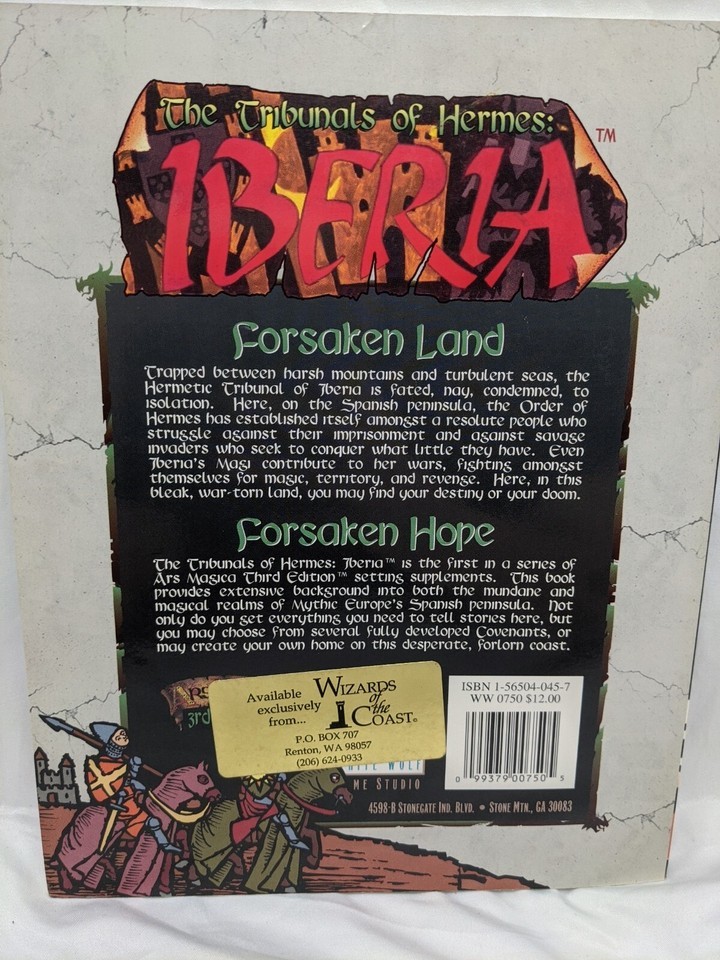 The Tribunals of Hermes:
IBERIA™
Forsaken Land
Trapped between harsh mountains and turbulent seas, the
Hermetic Tribunal of Iberia is fated, nay, condemned, to
isolation. Here, on the Spanish peninsula, the Order of
Hermes has established itself amongst a resolute people who
struggle against their imprisonment and against savage
invaders who seek to conquer what little they have. Even
Iberia's Magi contribute to her wars, fighting amongst
themselves for magic, territory, and revenge. Here, in this
bleak, war-torn land, you may find your destiny or your doom.
Forsaken Hope
The Tribunals of Hermes: Iberia™ is the first in a series of
Ars Magica Third Edition™ setting supplements. This book
provides extensive background into both the mundane and
magical realms of Mythic Europe's Spanish peninsula. Not
only do you get everything you need to tell stories here, but
you may choose from several fully developed Covenants, or
may create your own home on this desperate, forlorn coast.
3rd
Available
exclusively
from...
WIZARDS
of the
COAST®
P.O. BOX 707
Renton, WA 98057
(206) 624-0933
ISBN 1-56504-045-7
WW 0750 $12.00
0 99379 00750 5
WOLF
ME STUDIO
4598-B STONEGATE IND. BLVD. • STONE MTN., GA 30083